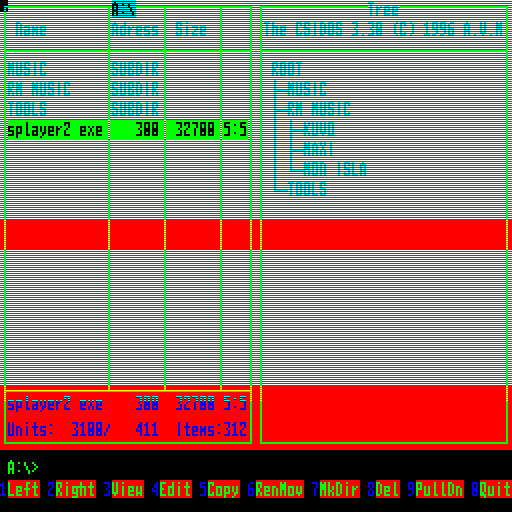 A:\ Tree
Name Adress Size The CSIDOS 3.30 (C) 1996 A.V.M
MUSIC SUBDIR ROOT
RM MUSIC SUBDIR MUSIC
TOOLS SUBDIR RM MUSIC
splayer2 exe 300 32700 5:5 KUVO
MAXI
MON ISLA
TOOLS
splayer2 exe 300 32700 5:5
Units: 3100/ 411 Items:312
A:\>
1Left 2Right 3View 4Edit 5Copy 6RenMov 7MkDir 8Del 9PullDn 0Quit